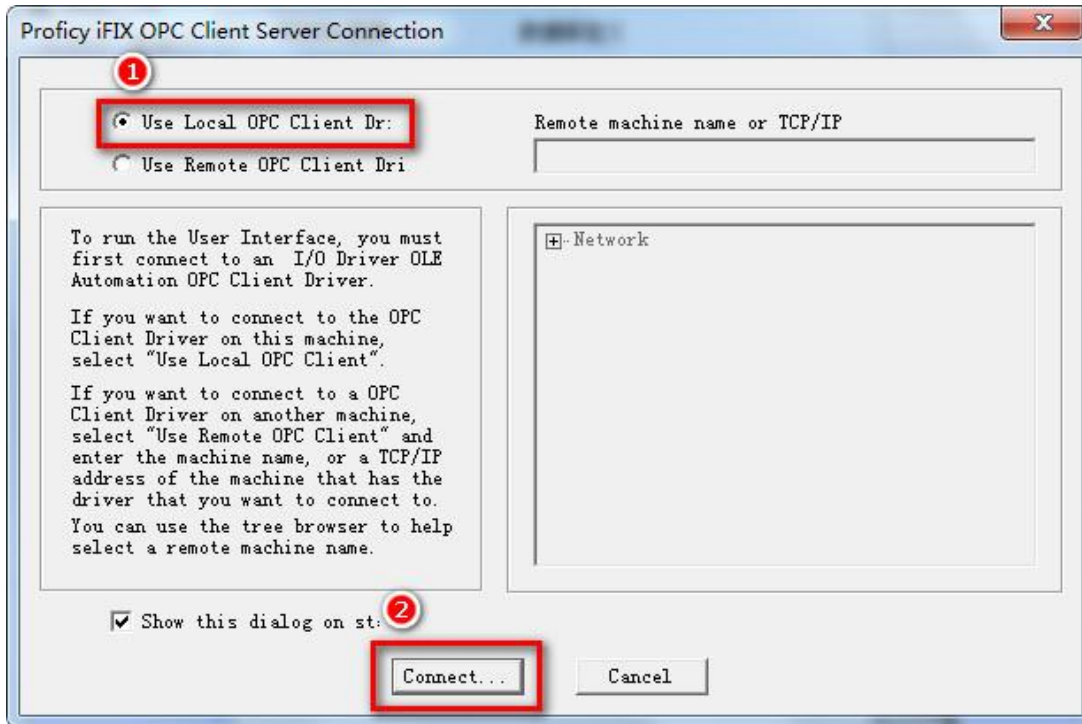 Proficy iFIX OPC Client Server Connection
1
Use Local OPC Client Dr:
Remote machine name or TCP/IP
Use Remote OPC Client Dri
To run the User Interface, you must
first connect to an I/O Driver OLE
Automation OPC Client Driver.
If you want to connect to the OPC
Client Driver on this machine,
select "Use Local OPC Client".
If you want to connect to a OPC
Client Driver on another machine,
select "Use Remote OPC Client" and
enter the machine name, or a TCP/IP
address of the machine that has the
driver that you want to connect to.
You can use the tree browser to help
select a remote machine name.
Network
Show this dialog on st
2
Connect...
Cancel